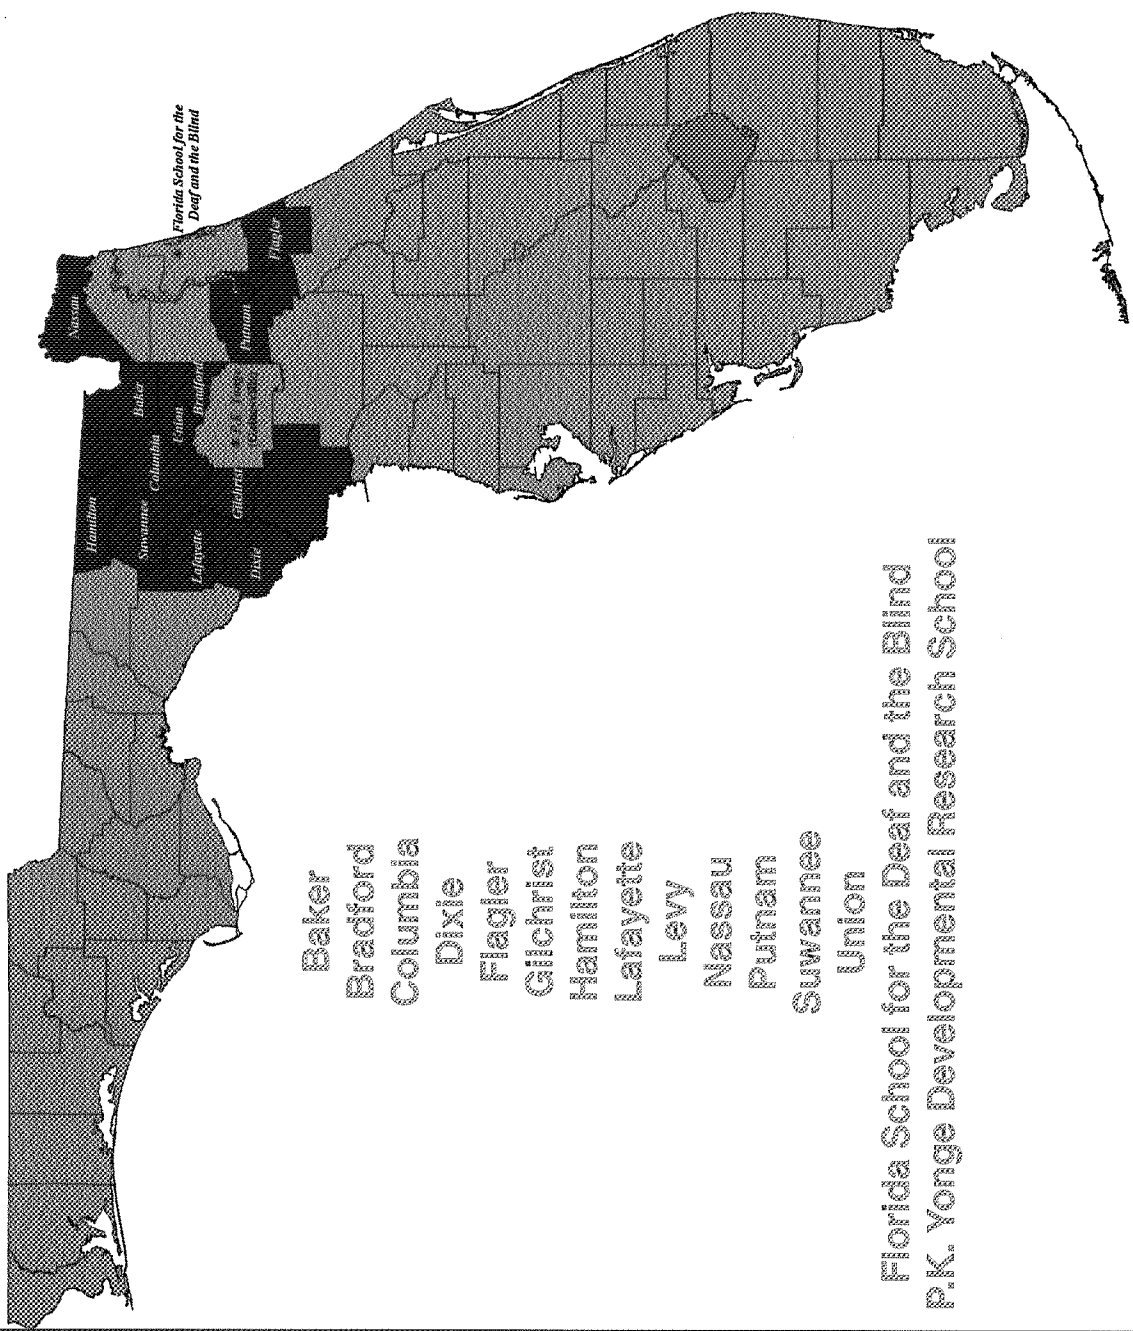 Florida School for the
Deaf and the Blind
Nassau
Baker
Bradford
Union
Columbia
Hamilton
Suwannee
Lafayette
Gilchrist
Dixie
Putnam
Flagler
Baker
Bradford
Columbia
Dixie
Flagler
Gilchrist
Hamilton
Lafayette
Levy
Nassau
Putnam
Suwannee
Union
Florida School for the Deaf and the Blind
P.K. Yonge Developmental Research School